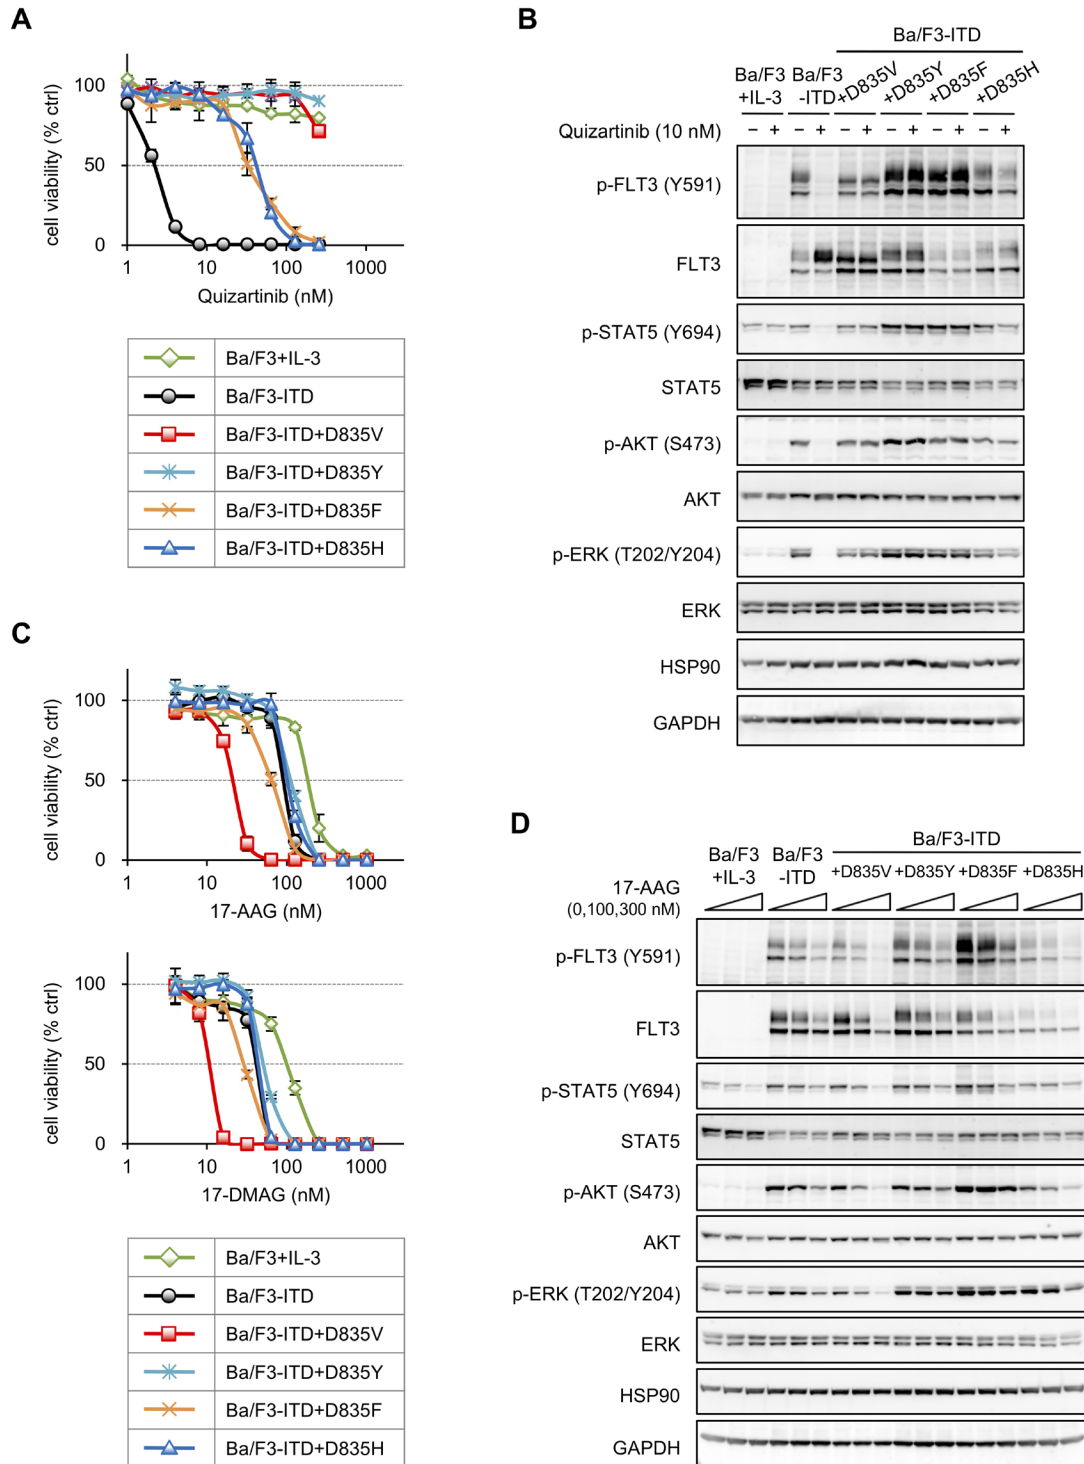 A
cell viability (% ctrl)
100
50
0
1 10 100 1000
Quizartinib (nM)
Ba/F3+IL-3
Ba/F3-ITD
Ba/F3-ITD+D835V
Ba/F3-ITD+D835Y
Ba/F3-ITD+D835F
Ba/F3-ITD+D835H
B
Ba/F3-ITD
Ba/F3 +IL-3
Ba/F3 -ITD
+D835V
+D835Y
+D835F
+D835H
Quizartinib (10 nM)
− + − + − + − + − + − +
p-FLT3 (Y591)
FLT3
p-STAT5 (Y694)
STAT5
p-AKT (S473)
AKT
p-ERK (T202/Y204)
ERK
HSP90
GAPDH
C
cell viability (% ctrl)
100
50
0
1 10 100 1000
17-AAG (nM)
cell viability (% ctrl)
100
50
0
1 10 100 1000
17-DMAG (nM)
Ba/F3+IL-3
Ba/F3-ITD
Ba/F3-ITD+D835V
Ba/F3-ITD+D835Y
Ba/F3-ITD+D835F
Ba/F3-ITD+D835H
D
Ba/F3-ITD
Ba/F3 +IL-3
Ba/F3 -ITD
+D835V +D835Y +D835F +D835H
17-AAG
(0,100,300 nM)
p-FLT3 (Y591)
FLT3
p-STAT5 (Y694)
STAT5
p-AKT (S473)
AKT
p-ERK (T202/Y204)
ERK
HSP90
GAPDH